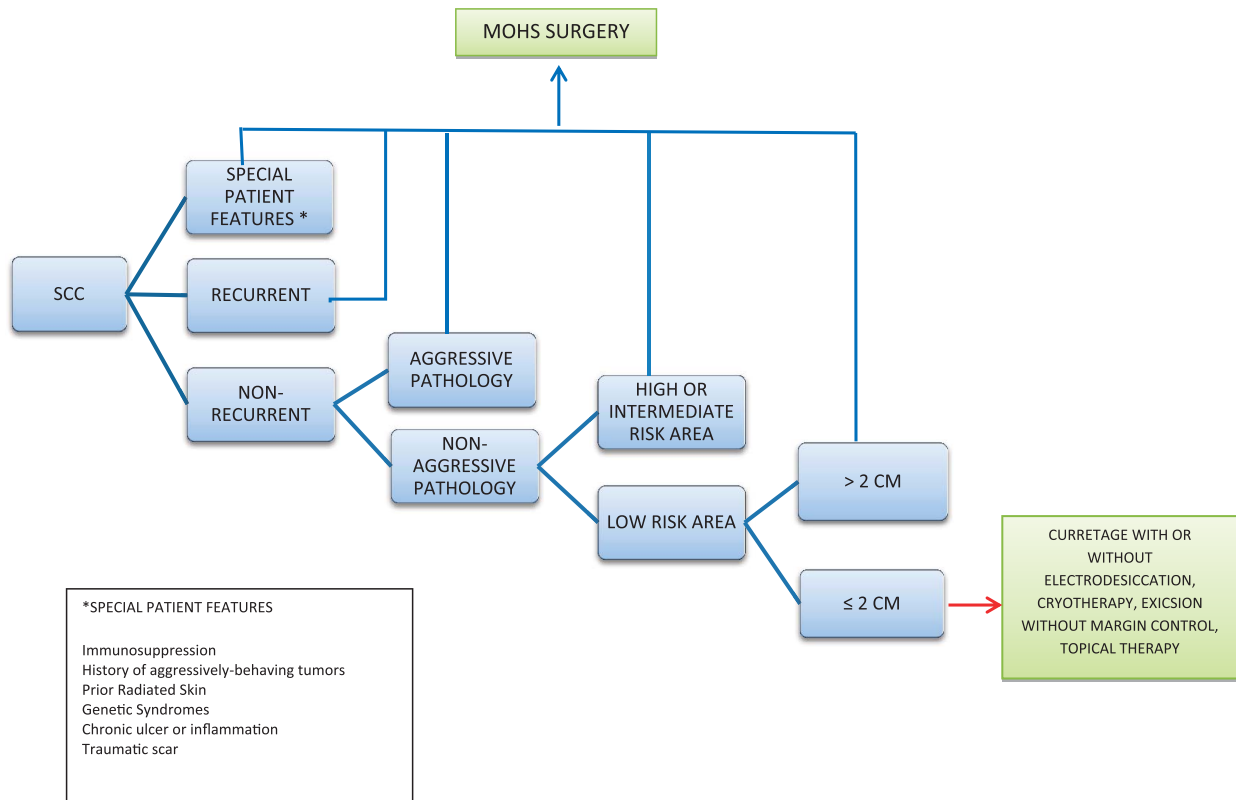 MOHS SURGERY
SPECIAL
PATIENT
FEATURES *
SCC
RECURRENT
NON-
RECURRENT
AGGRESSIVE
PATHOLOGY
NON-
AGGRESSIVE
PATHOLOGY
HIGH OR
INTERMEDIATE
RISK AREA
LOW RISK AREA
> 2 CM
≤ 2 CM
CURRETAGE WITH OR
WITHOUT
ELECTRODESICCATION,
CRYOTHERAPY, EXICSION
WITHOUT MARGIN CONTROL,
TOPICAL THERAPY
*SPECIAL PATIENT FEATURES
Immunosuppression
History of aggressively-behaving tumors
Prior Radiated Skin
Genetic Syndromes
Chronic ulcer or inflammation
Traumatic scar